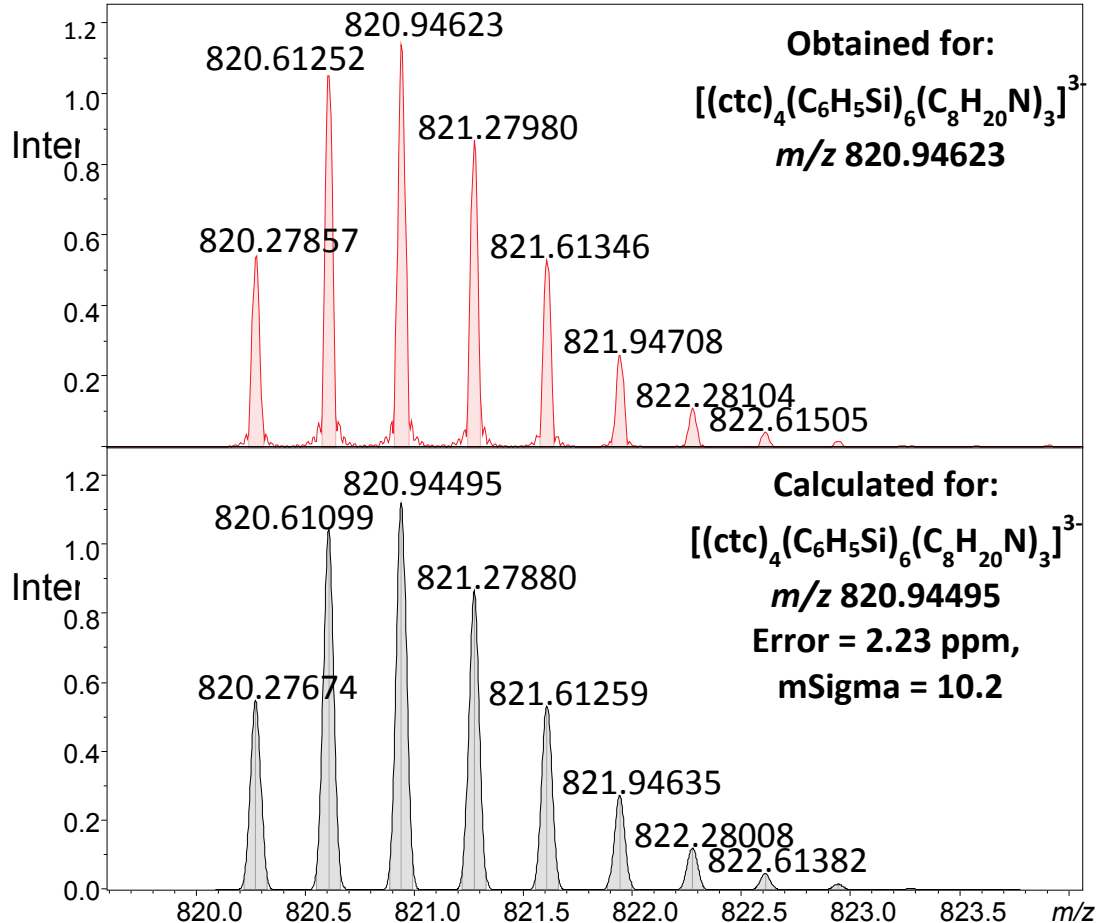 1.2
1.0
0.8
0.6
0.4
0.2
Inter
820.27857
820.61252
820.94623
821.27980
821.61346
821.94708
822.28104
822.61505
Obtained for:
[(ctc)₄(C₆H₅Si)₆(C₈H₂₀N)₃]³⁻
m/z 820.94623
1.2
1.0
0.8
0.6
0.4
0.2
0.0
Inter
820.27674
820.61099
820.94495
821.27880
821.61259
821.94635
822.28008
822.61382
Calculated for:
[(ctc)₄(C₆H₅Si)₆(C₈H₂₀N)₃]³⁻
m/z 820.94495
Error = 2.23 ppm,
mSigma = 10.2
820.0 820.5 821.0 821.5 822.0 822.5 823.0 823.5 m/z